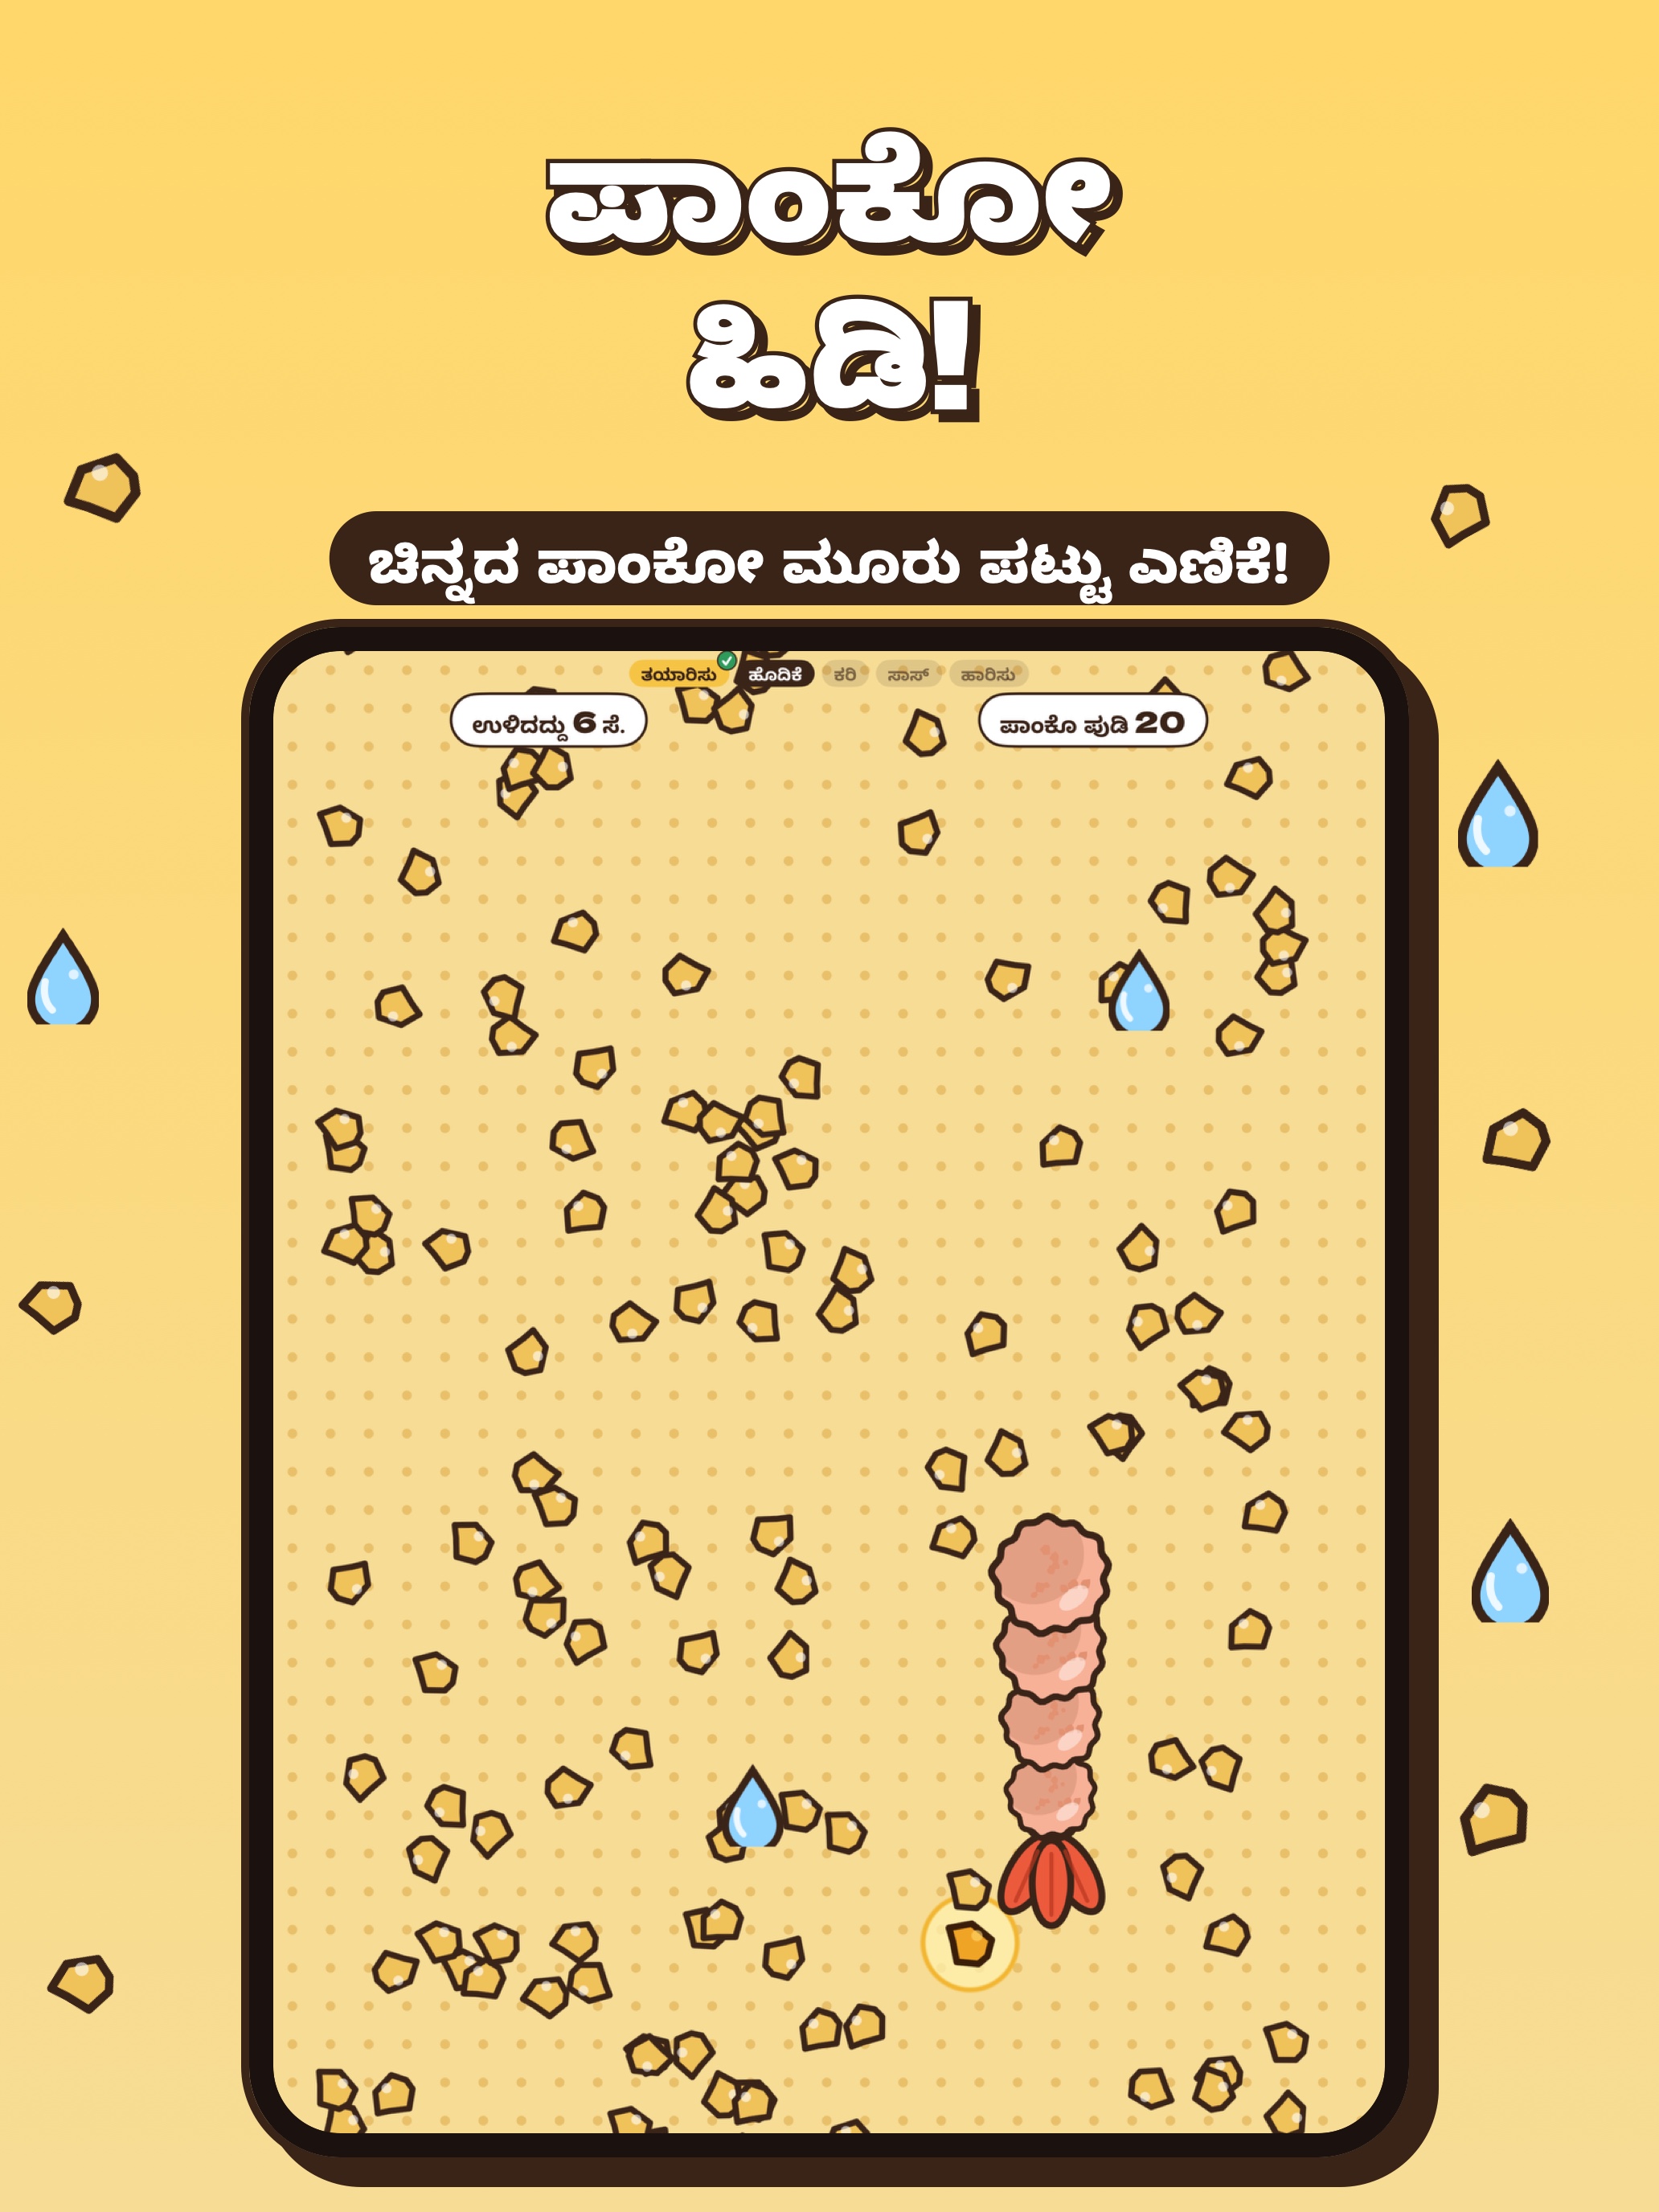 ಪಾಂಕೋ
ಹಿಡಿ!
ಚಿನ್ನದ ಪಾಂಕೋ ಮೂರು ಪಟ್ಟು ಎಣಿಕೆ!
ತಯಾರಿಸು ಹೊದಿಕೆ ಕರಿ ಸಾಸ್ ಹಾರಿಸು
ಉಳಿದದ್ದು 6 ಸೆ. ಪಾಂಕೊ ಪುಡಿ 20